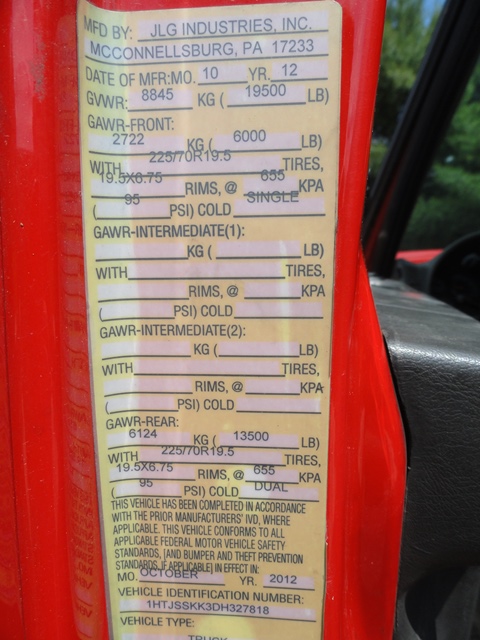 MFD BY: JLG INDUSTRIES, INC.
MCCONNELLSBURG, PA 17233
DATE OF MFR: MO. 10 YR. 12
GVWR: 8845 KG ( 19500 LB)
GAWR-FRONT:
2722 KG ( 6000 LB)
WITH 225/70R19.5 TIRES,
19.5X6.75 RIMS, @ 655 KPA
( 95 PSI) COLD SINGLE
GAWR-INTERMEDIATE(1):
KG ( LB)
WITH TIRES,
RIMS, @ KPA
( PSI) COLD
GAWR-INTERMEDIATE(2):
KG ( LB)
WITH TIRES,
RIMS, @ KPA
( PSI) COLD
GAWR-REAR:
6124 KG ( 13500 LB)
WITH 225/70R19.5 TIRES,
19.5X6.75 RIMS, @ 655 KPA
( 95 PSI) COLD DUAL
THIS VEHICLE HAS BEEN COMPLETED IN ACCORDANCE
WITH THE PRIOR MANUFACTURERS' IVD, WHERE
APPLICABLE. THIS VEHICLE CONFORMS TO ALL
APPLICABLE FEDERAL MOTOR VEHICLE SAFETY
STANDARDS, [AND BUMPER AND THEFT PREVENTION
STANDARDS, IF APPLICABLE] IN EFFECT IN:
MO. OCTOBER YR. 2012
VEHICLE IDENTIFICATION NUMBER:
1HTJSSKK3DH327818
VEHICLE TYPE:
TRUCK